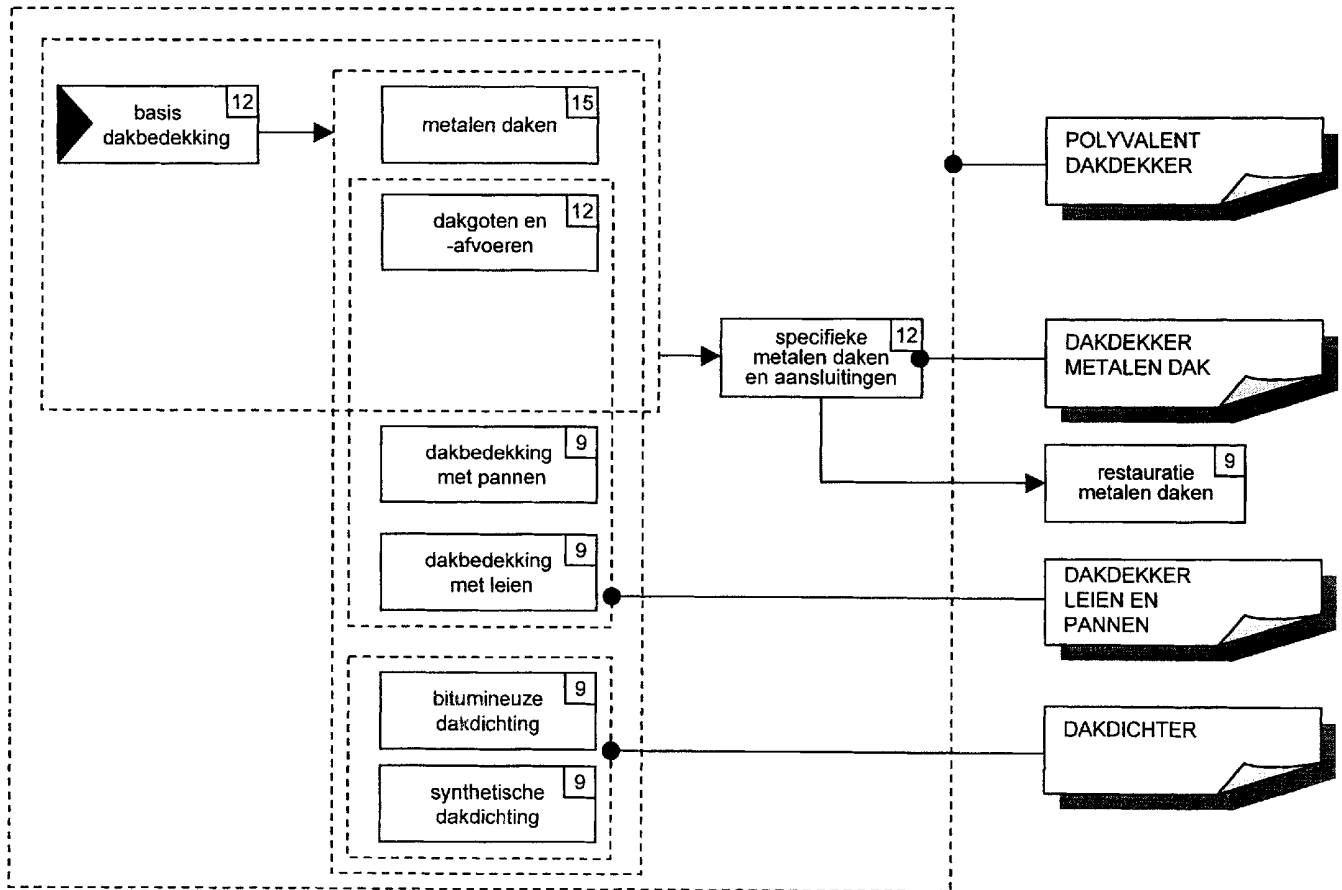 basis
dakbedekking
12
metalen daken
15
dakgoten en
-afvoeren
12
dakbedekking
met pannen
9
dakbedekking
met leien
9
bitumineuze
dakdichting
9
synthetische
dakdichting
9
specifieke
metalen daken
en aansluitingen
12
POLYVALENT
DAKDEKKER
DAKDEKKER
METALEN DAK
restauratie
metalen daken
9
DAKDEKKER
LEIEN EN
PANNEN
DAKDICHTER